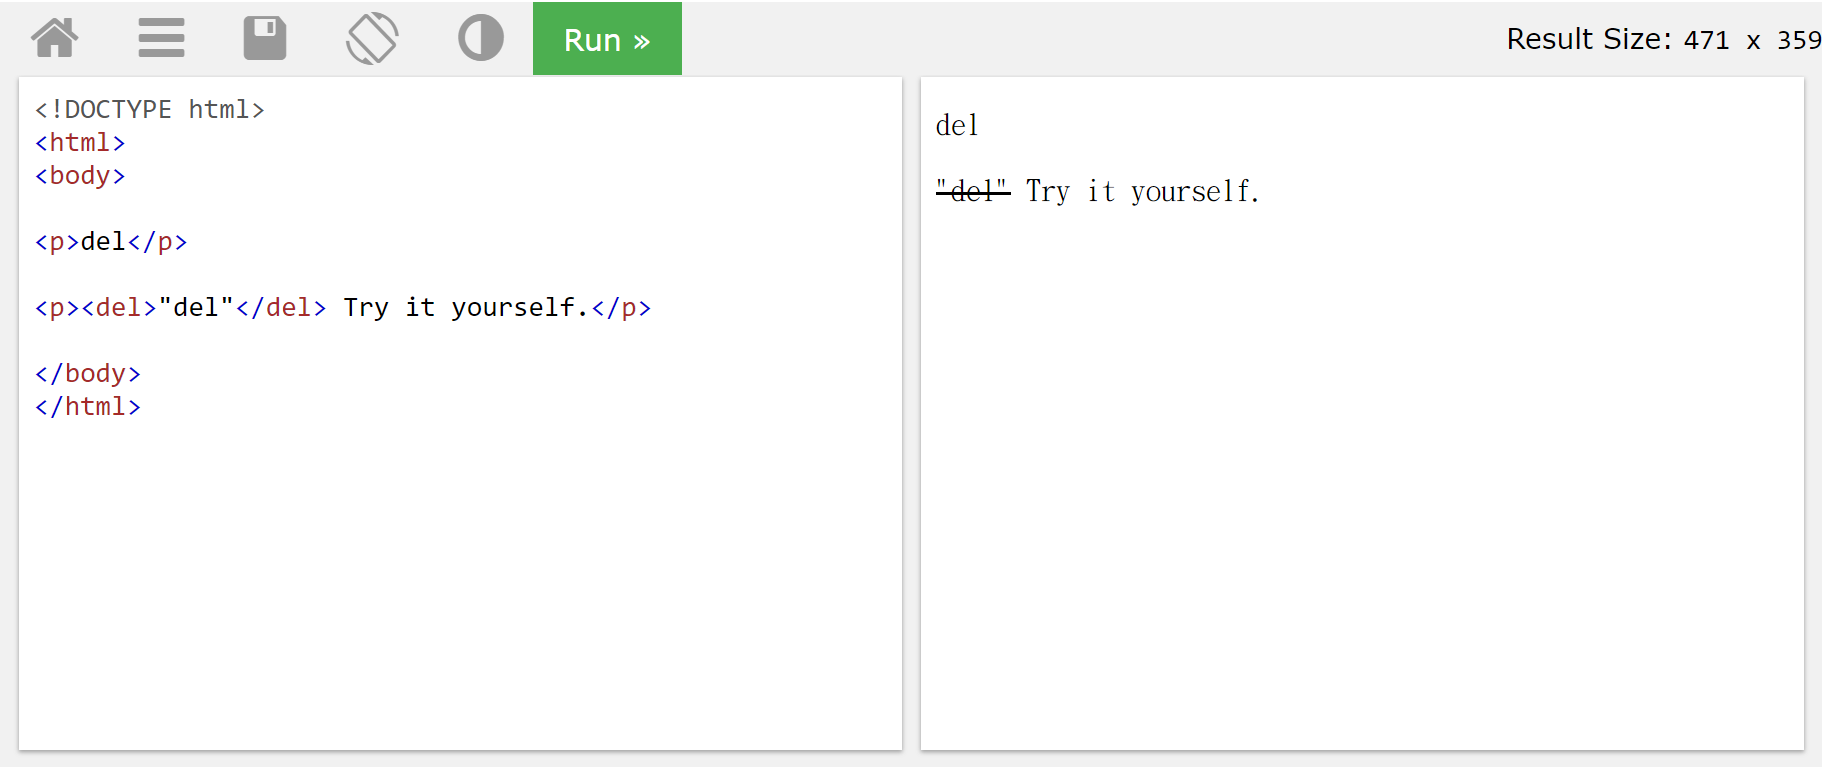 Run »
Result Size: 471 x 359
<!DOCTYPE html>
<html>
<body>
<p>del</p>
<p><del>"del"</del> Try it yourself.</p>
</body>
</html>
del
"del" Try it yourself.